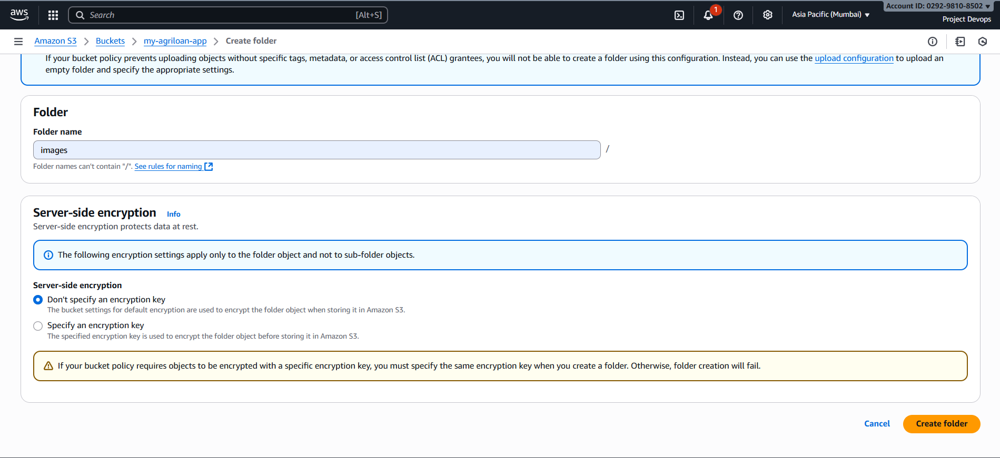 aws
Search
[Alt+S]
1
Asia Pacific (Mumbai)
Account ID: 0292-9810-8502
Project Devops
Amazon S3
Buckets
my-agriloan-app
Create folder
If your bucket policy prevents uploading objects without specific tags, metadata, or access control list (ACL) grantees, you will not be able to create a folder using this configuration. Instead, you can use the upload configuration to upload an
empty folder and specify the appropriate settings.
Folder
Folder name
images /
Folder names can't contain "/". See rules for naming
Server-side encryption Info
Server-side encryption protects data at rest.
The following encryption settings apply only to the folder object and not to sub-folder objects.
Server-side encryption
Don't specify an encryption key
The bucket settings for default encryption are used to encrypt the folder object when storing it in Amazon S3.
Specify an encryption key
The specified encryption key is used to encrypt the folder object before storing it in Amazon S3.
If your bucket policy requires objects to be encrypted with a specific encryption key, you must specify the same encryption key when you create a folder. Otherwise, folder creation will fail.
Cancel
Create folder